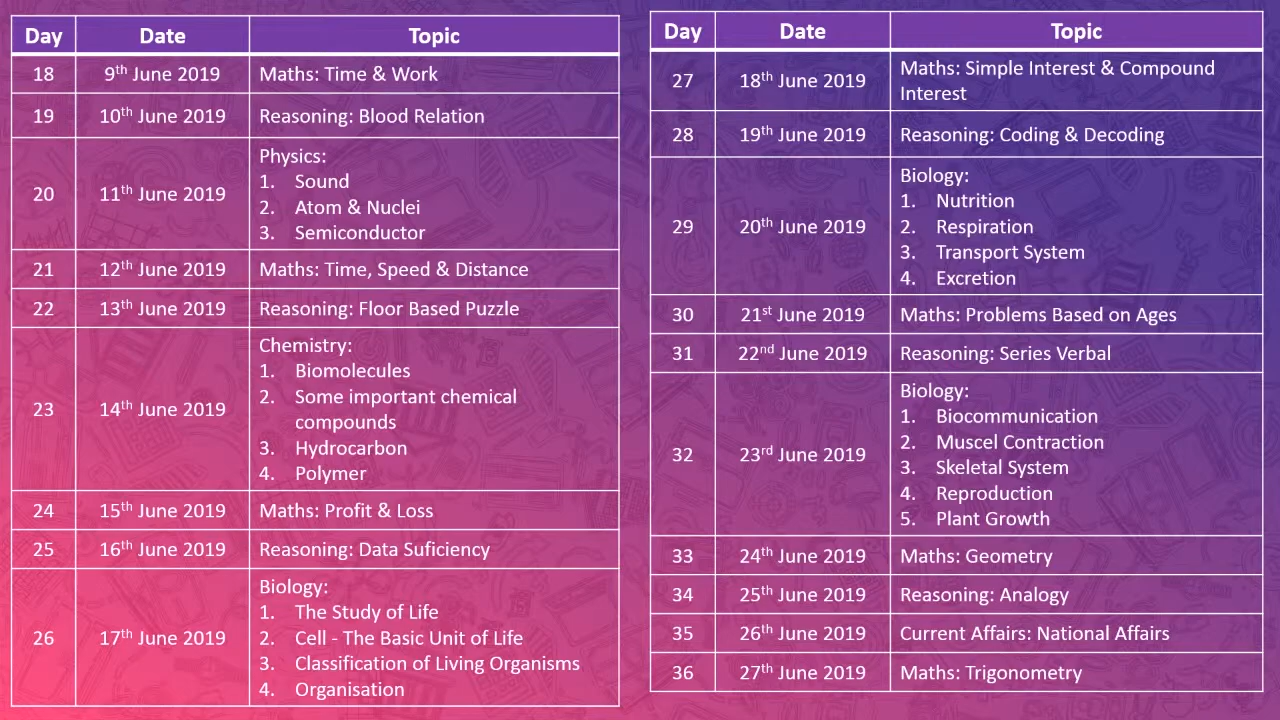 Day Date Topic
18 9th June 2019 Maths: Time & Work
19 10th June 2019 Reasoning: Blood Relation
20 11th June 2019 Physics:
1. Sound
2. Atom & Nuclei
3. Semiconductor
21 12th June 2019 Maths: Time, Speed & Distance
22 13th June 2019 Reasoning: Floor Based Puzzle
23 14th June 2019 Chemistry:
1. Biomolecules
2. Some important chemical
compounds
3. Hydrocarbon
4. Polymer
24 15th June 2019 Maths: Profit & Loss
25 16th June 2019 Reasoning: Data Suficiency
26 17th June 2019 Biology:
1. The Study of Life
2. Cell - The Basic Unit of Life
3. Classification of Living Organisms
4. Organisation
Day Date Topic
27 18th June 2019 Maths: Simple Interest & Compound
Interest
28 19th June 2019 Reasoning: Coding & Decoding
29 20th June 2019 Biology:
1. Nutrition
2. Respiration
3. Transport System
4. Excretion
30 21st June 2019 Maths: Problems Based on Ages
31 22nd June 2019 Reasoning: Series Verbal
32 23rd June 2019 Biology:
1. Biocommunication
2. Muscel Contraction
3. Skeletal System
4. Reproduction
5. Plant Growth
33 24th June 2019 Maths: Geometry
34 25th June 2019 Reasoning: Analogy
35 26th June 2019 Current Affairs: National Affairs
36 27th June 2019 Maths: Trigonometry